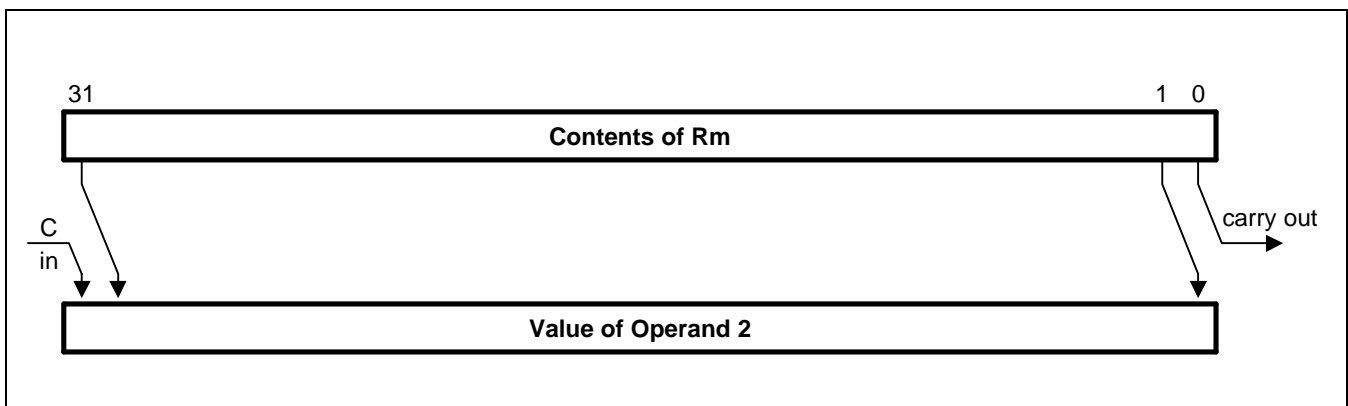 31
1 0
Contents of Rm
C
in
carry out
Value of Operand 2